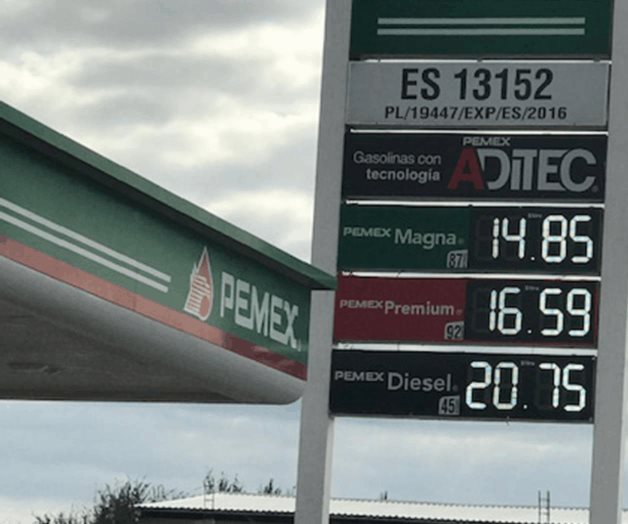 ES 13152
PL/19447/EXP/ES/2016
Gasolinas con tecnología
PEMEX
ADITEC
PEMEX Magna 87 14.85
PEMEX Premium 92 16.59
PEMEX Diesel 45 20.75
PEMEX